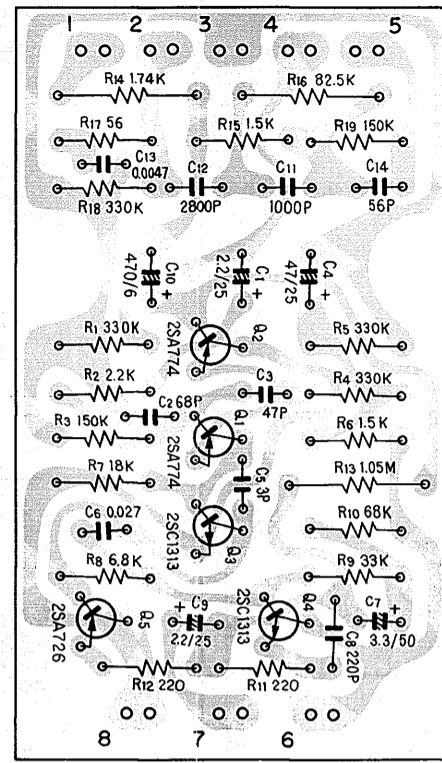 1 2 3 4 5
R14 1.74K
R16 82.5K
R17 56
R15 1.5K
R19 150K
C13
0.0047
C12
2800P
C11
1000P
C14
56P
R18 330K
C10
470/6
+
C1
2.2/25
+
C4
47/25
+
R1 330K
2SA774
Q2
R5 330K
R2 2.2K
C3
47P
R4 330K
C2 68P
R3 150K
Q1
2SA774
R6 1.5K
R7 18K
C5 3P
R13 1.05M
C6 0.027
2SC1313
Q3
R10 68K
R8 6.8K
R9 33K
2SA726
Q5
+
C9
22/25
2SC1313
Q4
C8 220P
C7
+
3.3/50
R12 220
R11 220
8 7 6